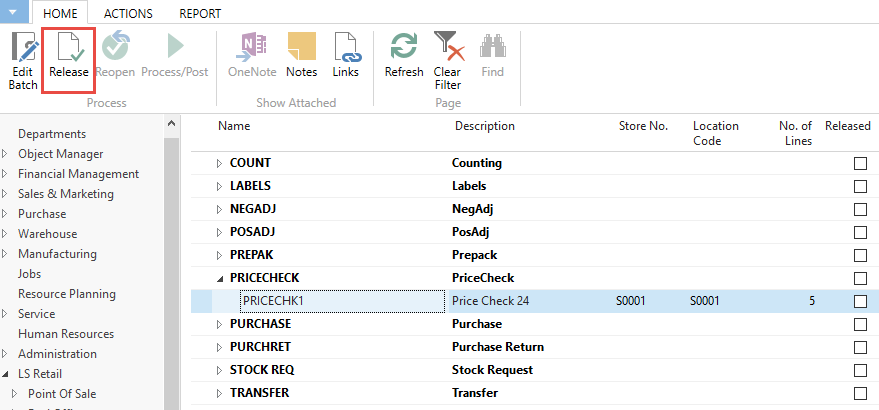 HOME ACTIONS REPORT
Edit Batch Release Reopen Process/Post OneNote Notes Links Refresh Clear Filter Find
Process Show Attached Page
Departments
Object Manager
Financial Management
Sales & Marketing
Purchase
Warehouse
Manufacturing
Jobs
Resource Planning
Service
Human Resources
Administration
LS Retail
Point Of Sale
Name Description Store No. Location Code No. of Lines Released
COUNT Counting
LABELS Labels
NEGADJ NegAdj
POSADJ PosAdj
PREPAK Prepack
PRICECHECK PriceCheck
PRICECHK1 Price Check 24 S0001 S0001 5
PURCHASE Purchase
PURCHRET Purchase Return
STOCK REQ Stock Request
TRANSFER Transfer